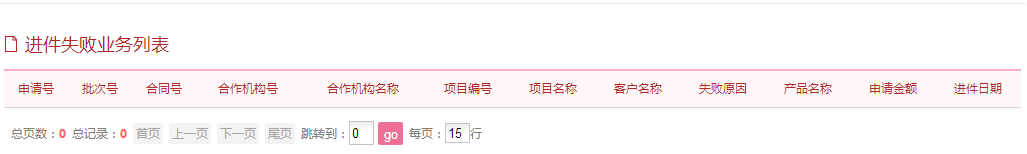 进件失败业务列表
申请号 批次号 合同号 合作机构号 合作机构名称 项目编号 项目名称 客户名称 失败原因 产品名称 申请金额 进件日期
总页数：0 总记录：0 首页 上一页 下一页 尾页 跳转到：0 go 每页：15行